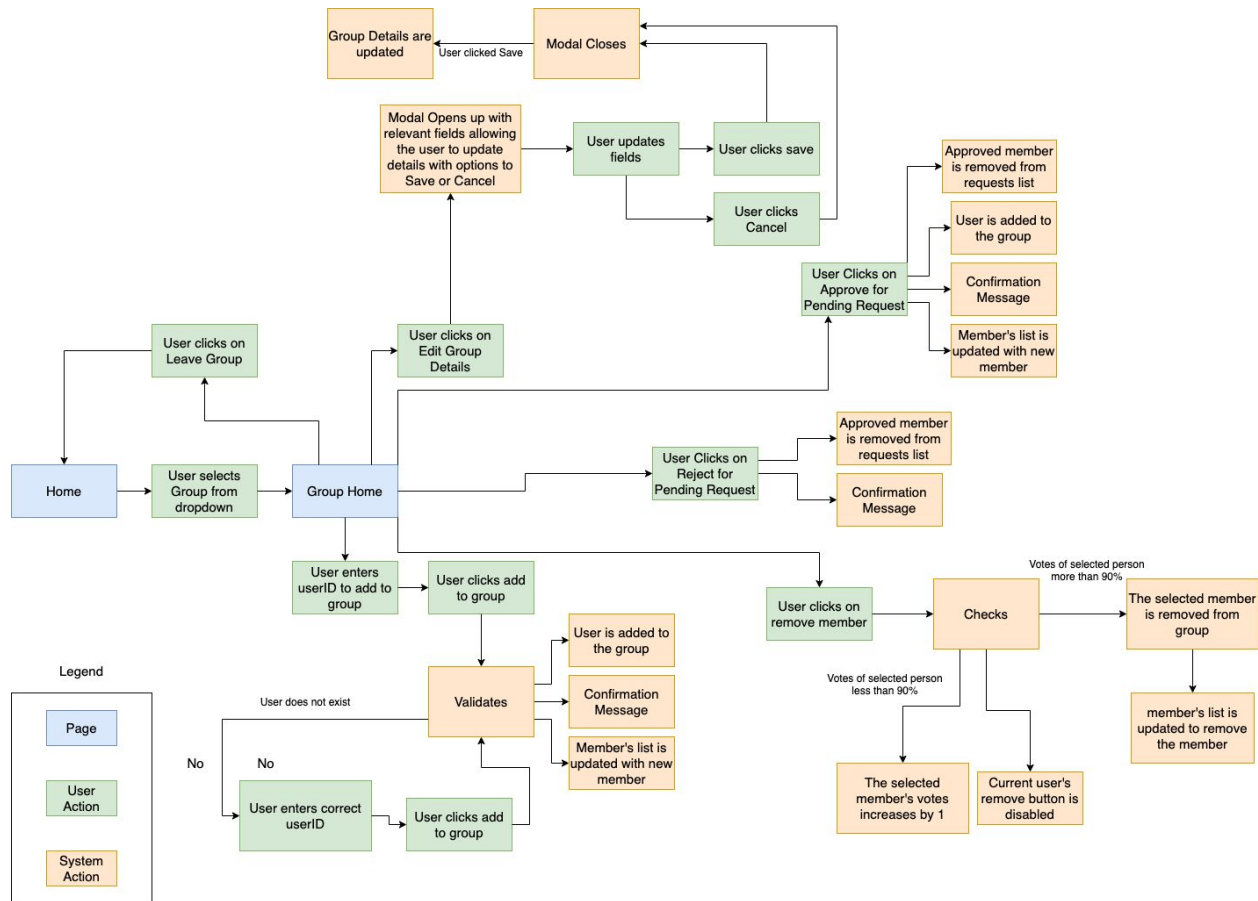 Group Details are
updated
User clicked Save
Modal Closes
Modal Opens up with
relevant fields allowing
the user to update
details with options to
Save or Cancel
User updates
fields
User clicks save
User clicks
Cancel
Approved member
is removed from
requests list
User is added to
the group
Confirmation
Message
Member's list is
updated with new
member
User Clicks on
Approve for
Pending Request
User clicks on
Leave Group
User clicks on
Edit Group
Details
Home
User selects
Group from
dropdown
Group Home
User Clicks on
Reject for
Pending Request
Approved member
is removed from
requests list
Confirmation
Message
User enters
userID to add to
group
User clicks add
to group
User clicks on
remove member
Checks
Votes of selected person
more than 90%
The selected member
is removed from
group
Votes of selected person
less than 90%
member's list is
updated to remove
the member
The selected
member's votes
increases by 1
Current user's
remove button is
disabled
User does not exist
Validates
User is added to
the group
Confirmation
Message
Member's list is
updated with new
member
No
No
User enters correct
userID
User clicks add
to group
Legend
Page
User
Action
System
Action